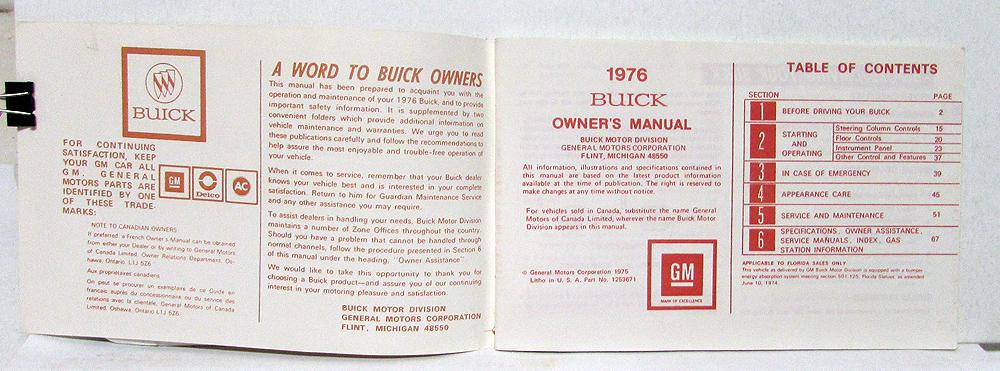 BUICK
FOR CONTINUING
SATISFACTION, KEEP
YOUR GM CAR ALL
G M . G E N E R A L
MOTORS PARTS ARE
IDENTIFIED BY ONE
OF THESE TRADE-
MARKS:
GM
Delco
AC
NOTE TO CANADIAN OWNERS
If preferred, a French Owner's Manual can be obtained
from either your Dealer or by writing to General Motors
of Canada Limited, Owner Relations Department, Os-
hawa, Ontario. L1J 5Z6
Aux proprietaires canadiens
On peut se procurer un exemplaire de ce Guide en
francais auprès du concessionnaire ou du service des
relations avec la clientele, General Motors of Canada
Limited, Oshawa, Ontario L1J 5Z6.
A WORD TO BUICK OWNERS
This manual has been prepared to acquaint you with the
operation and maintenance of your 1976 Buick, and to provide
important safety information. It is supplemented by two
convenient folders which provide additional information on
vehicle maintenance and warranties. We urge you to read
these publications carefully and follow the recommendations to
help assure the most enjoyable and trouble-free operation of
your vehicle.
When it comes to service, remember that your Buick dealer
knows your vehicle best and is interested in your complete
satisfaction. Return to him for Guardian Maintenance Service
and any other assistance you may require.
To assist dealers in handling your needs, Buick Motor Division
maintains a number of Zone Offices throughout the country.
Should you have a problem that cannot be handled through
normal channels, follow the procedure presented in Section 6
of this manual under the heading, "Owner Assistance".
We would like to take this opportunity to thank you for
choosing a Buick product—and assure you of our continuing
interest in your motoring pleasure and satisfaction.
BUICK MOTOR DIVISION
GENERAL MOTORS CORPORATION
FLINT, MICHIGAN 48550
1976
BUICK
OWNER'S MANUAL
BUICK MOTOR DIVISION
GENERAL MOTORS CORPORATION
FLINT, MICHIGAN 48550
All information, illustrations and specifications contained in
this manual are based on the latest product information
available at the time of publication. The right is reserved to
make changes at any time without notice.
For vehicles sold in Canada, substitute the name General
Motors of Canada Limited, wherever the name Buick Motor
Division appears in this manual.
© General Motors Corporation 1975
Litho in U. S. A. Part No. 1253671
GM
MARK OF EXCELLENCE
TABLE OF CONTENTS
SECTION PAGE
1 BEFORE DRIVING YOUR BUICK 2
2 STARTING AND OPERATING
Steering Column Controls 15
Floor Controls 20
Instrument Panel 23
Other Control and Features 37
3 IN CASE OF EMERGENCY 39
4 APPEARANCE CARE 45
5 SERVICE AND MAINTENANCE 51
6 SPECIFICATIONS, OWNER ASSISTANCE,
SERVICE MANUALS, INDEX, GAS 67
STATION INFORMATION
APPLICABLE TO FLORIDA SALES ONLY
This vehicle as delivered by GM Buick Motor Division is equipped with a bumper
energy absorption system meeting section 501.125, Florida Statues as amended
June 10, 1974.